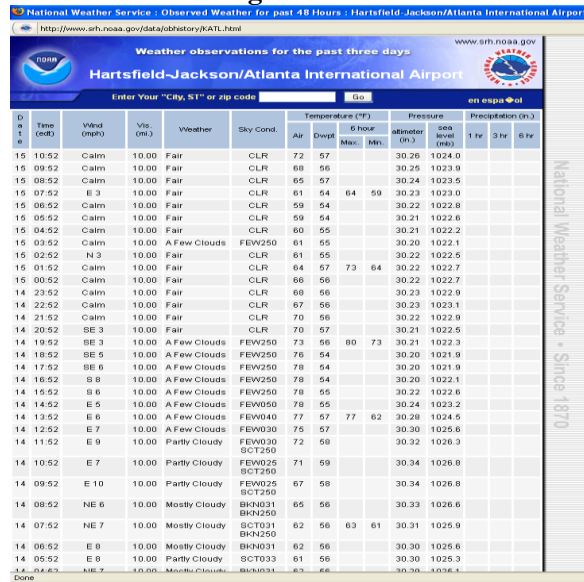 National Weather Service : Observed Weather for past 48 Hours : Hartsfield-Jackson/Atlanta International Airpor
http://www.srh.noaa.gov/data/obhistory/KATL.html
www.srh.noaa.gov
Weather observations for the past three days
NOAA
Hartsfield-Jackson/Atlanta International Airport
Enter Your "City, ST" or zip code Go en espa�ol
Date Time (edt) Wind (mph) Vis. (mi.) Weather Sky Cond. Temperature (°F) Pressure Precipitation (in.)
Air Dwpt 6 hour altimeter (in.) sea level (mb) 1 hr 3 hr 6 hr
Max. Min.
15 10:52 Calm 10.00 Fair CLR 72 57 30.26 1024.0
15 09:52 Calm 10.00 Fair CLR 68 56 30.25 1023.9
15 08:52 Calm 10.00 Fair CLR 65 57 30.24 1023.5
15 07:52 E 3 10.00 Fair CLR 61 54 64 59 30.23 1023.0
15 06:52 Calm 10.00 Fair CLR 59 54 30.22 1022.8
15 05:52 Calm 10.00 Fair CLR 59 54 30.21 1022.6
15 04:52 Calm 10.00 Fair CLR 60 55 30.21 1022.2
15 03:52 Calm 10.00 A Few Clouds FEW250 61 55 30.20 1022.1
15 02:52 N 3 10.00 Fair CLR 61 55 30.22 1022.5
15 01:52 Calm 10.00 Fair CLR 64 57 73 64 30.22 1022.7
15 00:52 Calm 10.00 Fair CLR 66 56 30.22 1022.7
14 23:52 Calm 10.00 Fair CLR 68 56 30.23 1022.9
14 22:52 Calm 10.00 Fair CLR 67 56 30.23 1023.1
14 21:52 Calm 10.00 Fair CLR 70 56 30.22 1022.9
14 20:52 SE 3 10.00 Fair CLR 70 57 30.21 1022.5
14 19:52 SE 3 10.00 A Few Clouds FEW250 73 56 80 73 30.21 1022.3
14 18:52 SE 5 10.00 A Few Clouds FEW250 76 54 30.20 1021.9
14 17:52 SE 6 10.00 A Few Clouds FEW250 78 54 30.20 1021.9
14 16:52 S 8 10.00 A Few Clouds FEW250 78 54 30.20 1022.1
14 15:52 S 6 10.00 A Few Clouds FEW250 78 55 30.22 1022.6
14 14:52 E 5 10.00 A Few Clouds FEW050 78 55 30.24 1023.2
14 13:52 E 6 10.00 A Few Clouds FEW040 77 57 77 62 30.28 1024.5
14 12:52 E 7 10.00 A Few Clouds FEW030 75 57 30.30 1025.6
14 11:52 E 9 10.00 Partly Cloudy FEW030 SCT250 72 58 30.32 1026.3
14 10:52 E 7 10.00 Partly Cloudy FEW025 SCT250 71 59 30.34 1026.8
14 09:52 E 10 10.00 Partly Cloudy FEW025 SCT250 67 58 30.34 1026.8
14 08:52 NE 6 10.00 Mostly Cloudy BKN031 BKN250 65 56 30.33 1026.6
14 07:52 NE 7 10.00 Mostly Cloudy SCT031 BKN250 62 56 63 61 30.31 1025.9
14 06:52 E 8 10.00 Mostly Cloudy BKN031 62 56 30.30 1025.6
14 05:52 E 8 10.00 Partly Cloudy SCT033 61 56 30.30 1025.3
14 04:52 NE 7 10.00 Mostly Cloudy BKN031
Done
National Weather Service • Since 1870